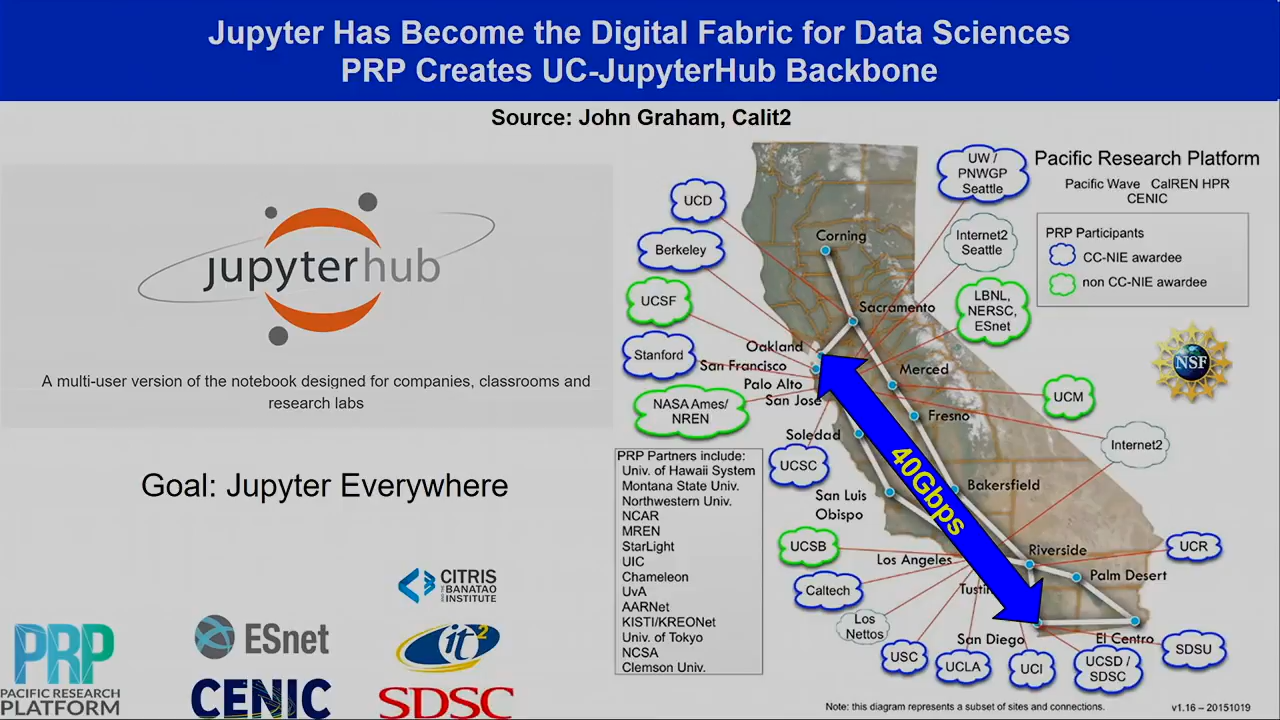 Jupyter Has Become the Digital Fabric for Data Sciences
PRP Creates UC-JupyterHub Backbone
Source: John Graham, Calit2
jupyterhub
A multi-user version of the notebook designed for companies, classrooms and
research labs
Goal: Jupyter Everywhere
CITRIS
AND THE
BANATAO
INSTITUTE
PRP
PACIFIC RESEARCH
PLATFORM
ESnet
CENIC
it2
SDSC
Pacific Research Platform
Pacific Wave CalREN HPR
CENIC
PRP Participants
CC-NIE awardee
non CC-NIE awardee
NSF
UW /
PNWGP
Seattle
Internet2
Seattle
LBNL,
NERSC,
ESnet
UCD
Berkeley
UCSF
Stanford
NASA Ames/
NREN
Corning
Sacramento
Oakland
San Francisco
Palo Alto
San Jose
Merced
Fresno
UCM
Internet2
Soledad
UCSC
San Luis
Obispo
Bakersfield
40Gbps
UCSB
Los Angeles
Riverside
UCR
Caltech
Palm Desert
Los
Nettos
San Diego
El Centro
USC
UCLA
UCI
UCSD /
SDSC
SDSU
PRP Partners include:
Univ. of Hawaii System
Montana State Univ.
Northwestern Univ.
NCAR
MREN
StarLight
UIC
Chameleon
UvA
AARNet
KISTI/KREONet
Univ. of Tokyo
NCSA
Clemson Univ.
Note: this diagram represents a subset of sites and connections.
v1.16 – 20151019